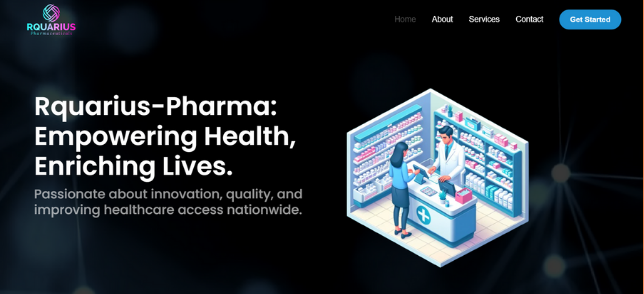 RQUARIUS
Pharmaceuticals
Home About Services Contact Get Started
Rquarius-Pharma:
Empowering Health,
Enriching Lives.
Passionate about innovation, quality, and
improving healthcare access nationwide.